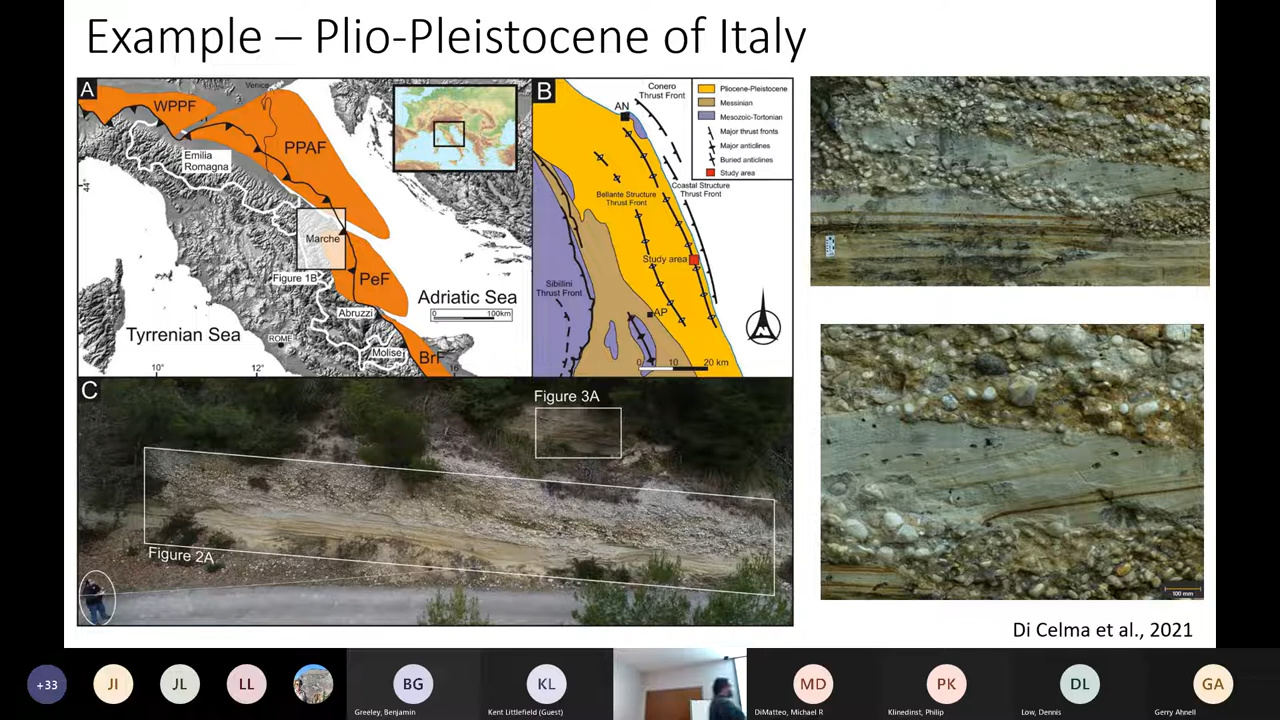 Example – Plio-Pleistocene of Italy
A
Venice
WPPF
PPAF
Emilia
Romagna
44°
Marche
Figure 1B
PeF
Adriatic Sea
0 100km
Abruzzi
Tyrrenian Sea
ROME
Molise
BrF
10°
12°
16
B
Conero
Thrust Front
AN
Pliocene-Pleistocene
Messinian
Mesozoic-Tortonian
Major thrust fronts
Major anticlines
Buried anticlines
Study area
Coastal Structure
Thrust Front
Bellante Structure
Thrust Front
Study area
Sibillini
Thrust Front
AP
0 10 20 km
C
Figure 3A
Figure 2A
100 mm
Di Celma et al., 2021
+33
JI
JL
LL
BG
Greeley, Benjamin
KL
Kent Littlefield (Guest)
MD
DiMatteo, Michael R
PK
Klinedinst, Philip
DL
Low, Dennis
GA
Gerry Ahnell